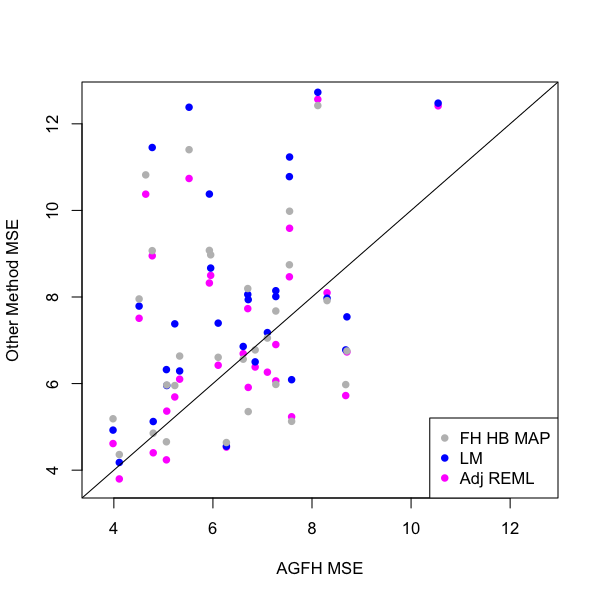 Other Method MSE
12
10
8
6
4
FH HB MAP
LM
Adj REML
4 6 8 10 12
AGFH MSE